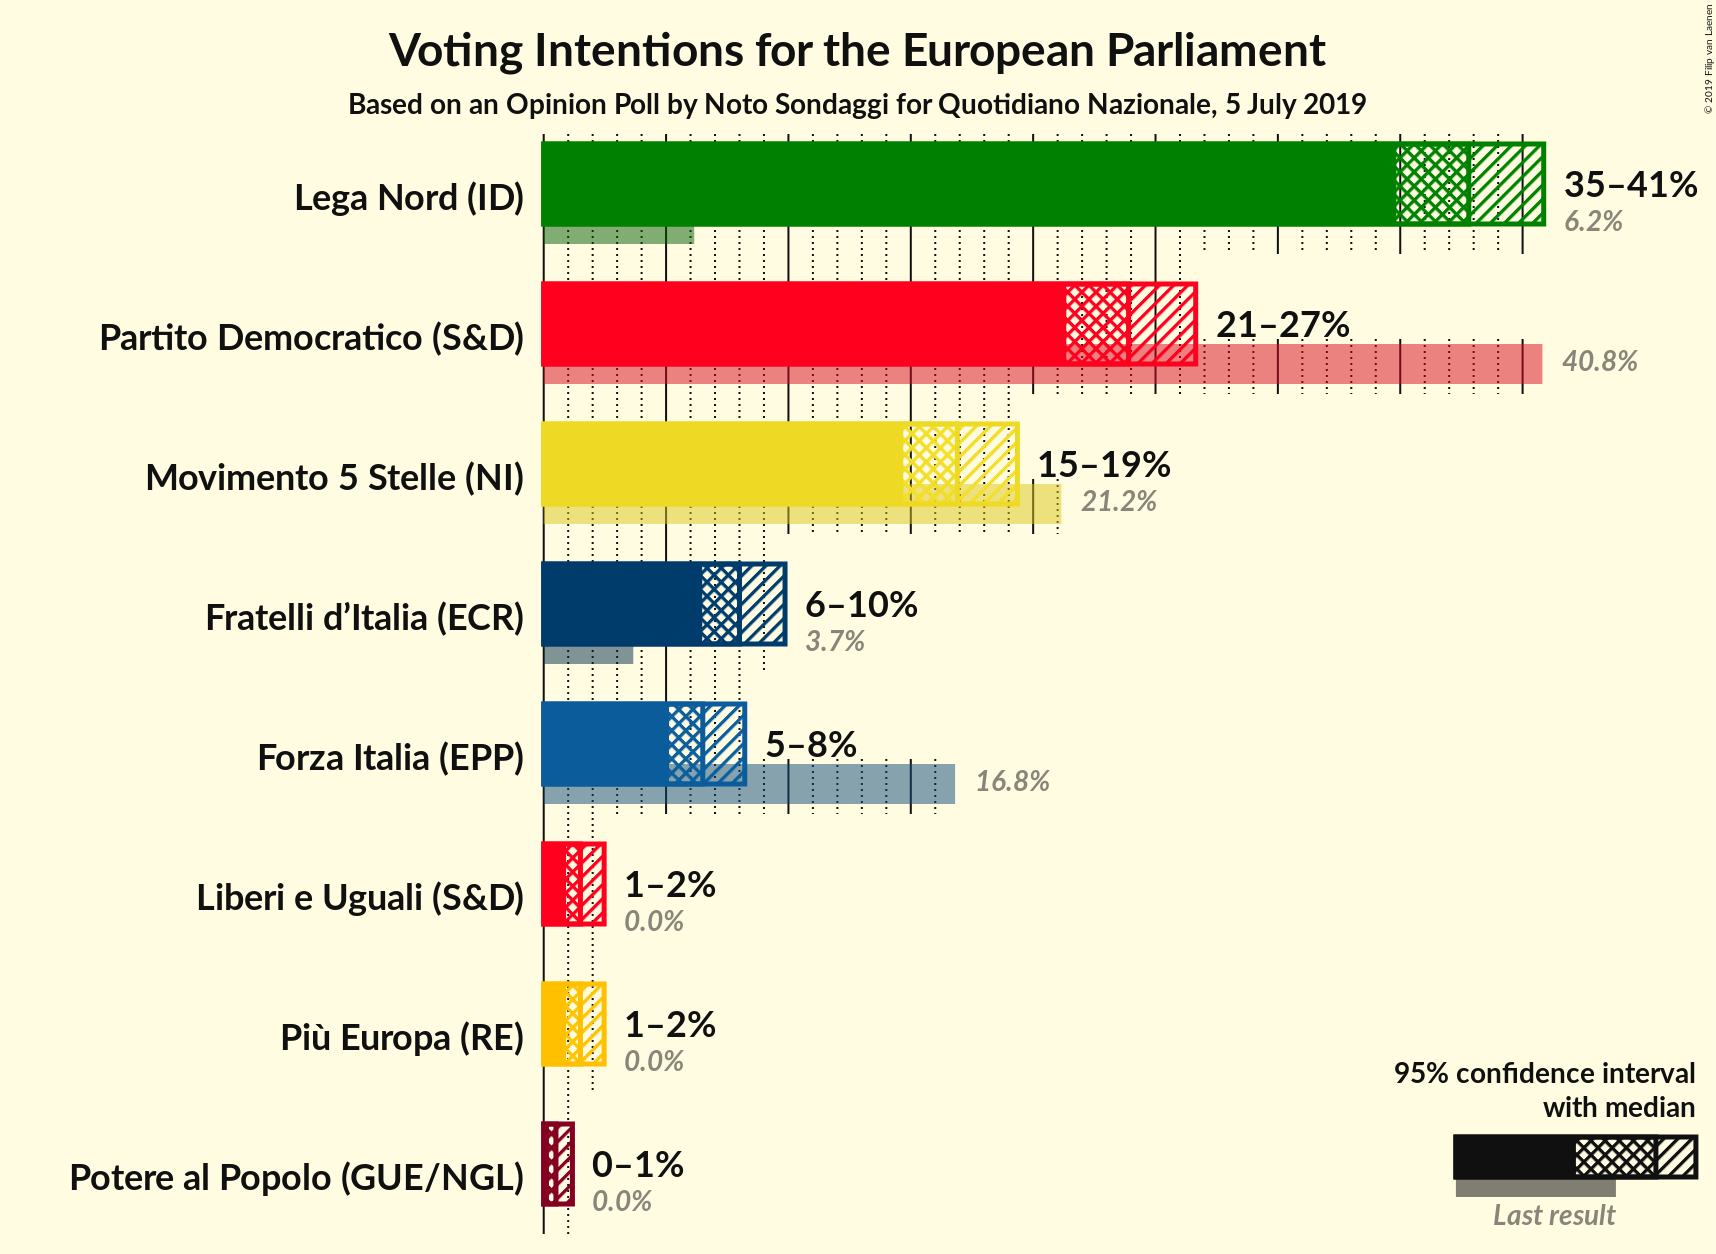 Voting Intentions for the European Parliament
Based on an Opinion Poll by Noto Sondaggi for Quotidiano Nazionale, 5 July 2019
© 2019 Filip van Laenen
Lega Nord (ID)
35–41%
6.2%
Partito Democratico (S&D)
21–27%
40.8%
Movimento 5 Stelle (NI)
15–19%
21.2%
Fratelli d’Italia (ECR)
6–10%
3.7%
Forza Italia (EPP)
5–8%
16.8%
Liberi e Uguali (S&D)
1–2%
0.0%
Più Europa (RE)
1–2%
0.0%
Potere al Popolo (GUE/NGL)
0–1%
0.0%
95% confidence interval
with median
Last result